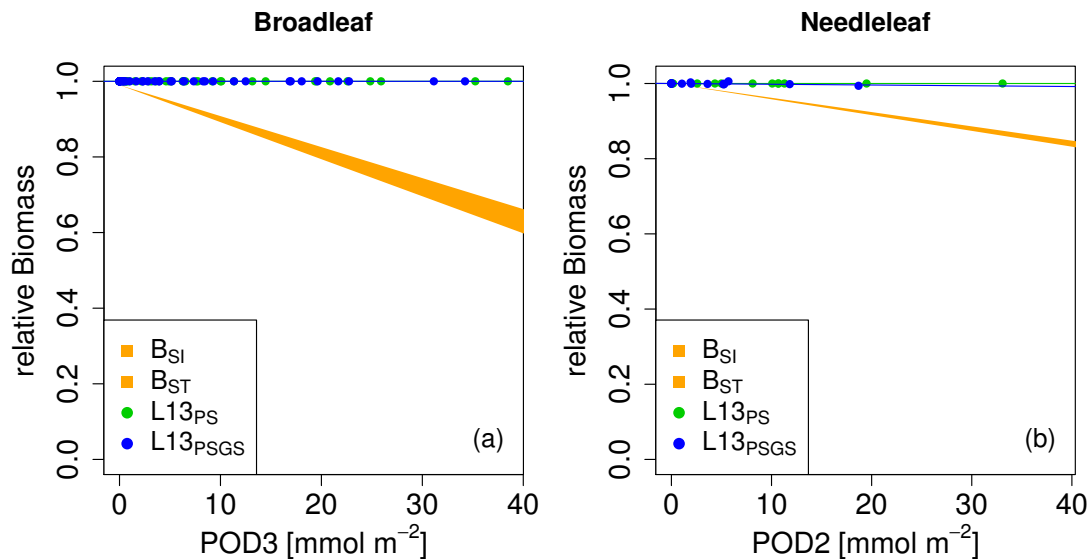 Broadleaf
relative Biomass
0.0 0.2 0.4 0.6 0.8 1.0
B_SI
B_ST
L13_PS
L13_PSGS
(a)
0 10 20 30 40
POD3 [mmol m⁻²]
Needleleaf
relative Biomass
0.0 0.2 0.4 0.6 0.8 1.0
B_SI
B_ST
L13_PS
L13_PSGS
(b)
0 10 20 30 40
POD2 [mmol m⁻²]